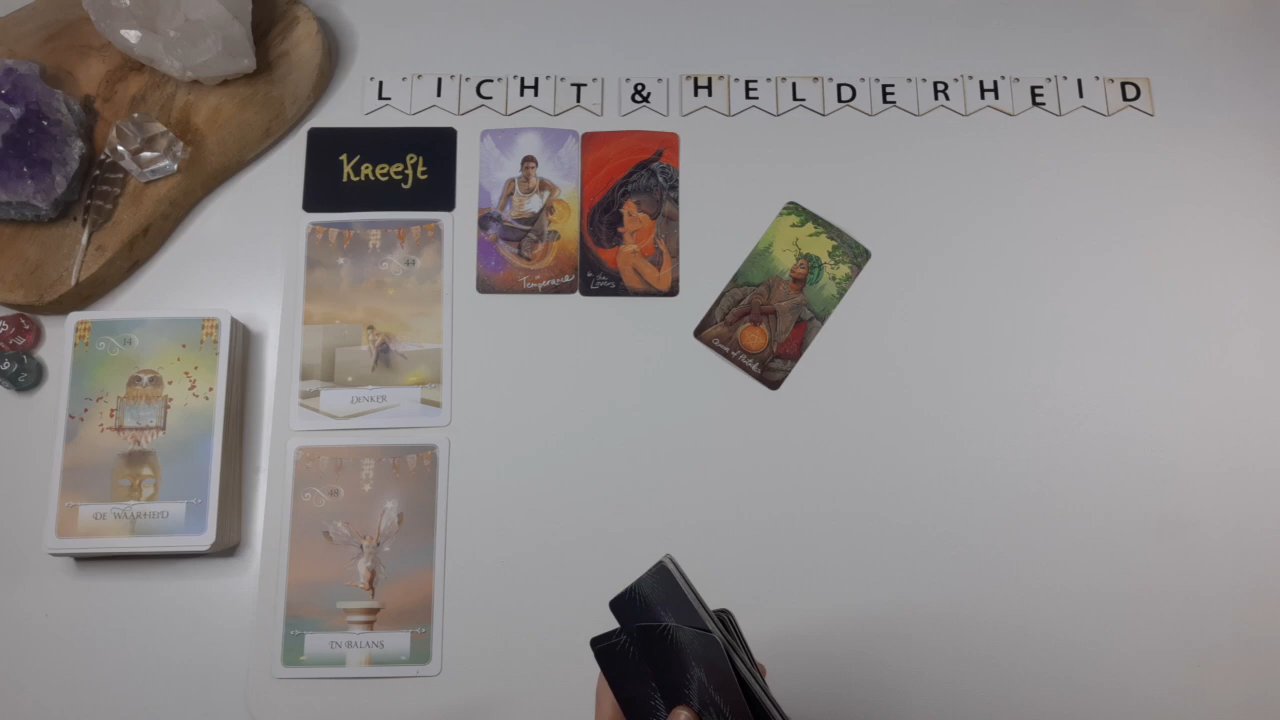 LICHT & HELDERHEID
Kreeft
Temperance
the
Lovers
Queen of Pentacles
44
DENKER
14
DE WAARHEID
48
IN BALANS